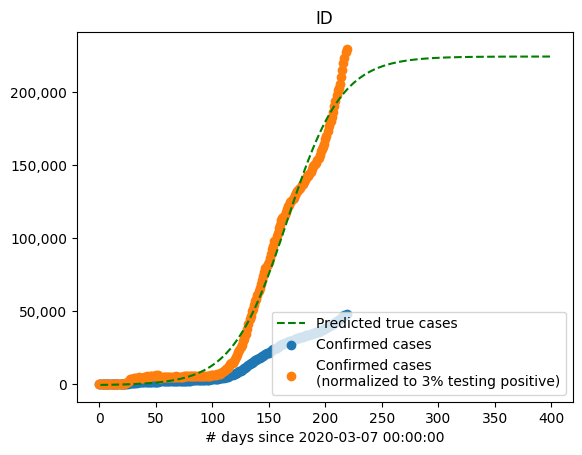 ID
200,000
150,000
100,000
50,000
0
Predicted true cases
Confirmed cases
Confirmed cases
(normalized to 3% testing positive)
0 50 100 150 200 250 300 350 400
# days since 2020-03-07 00:00:00